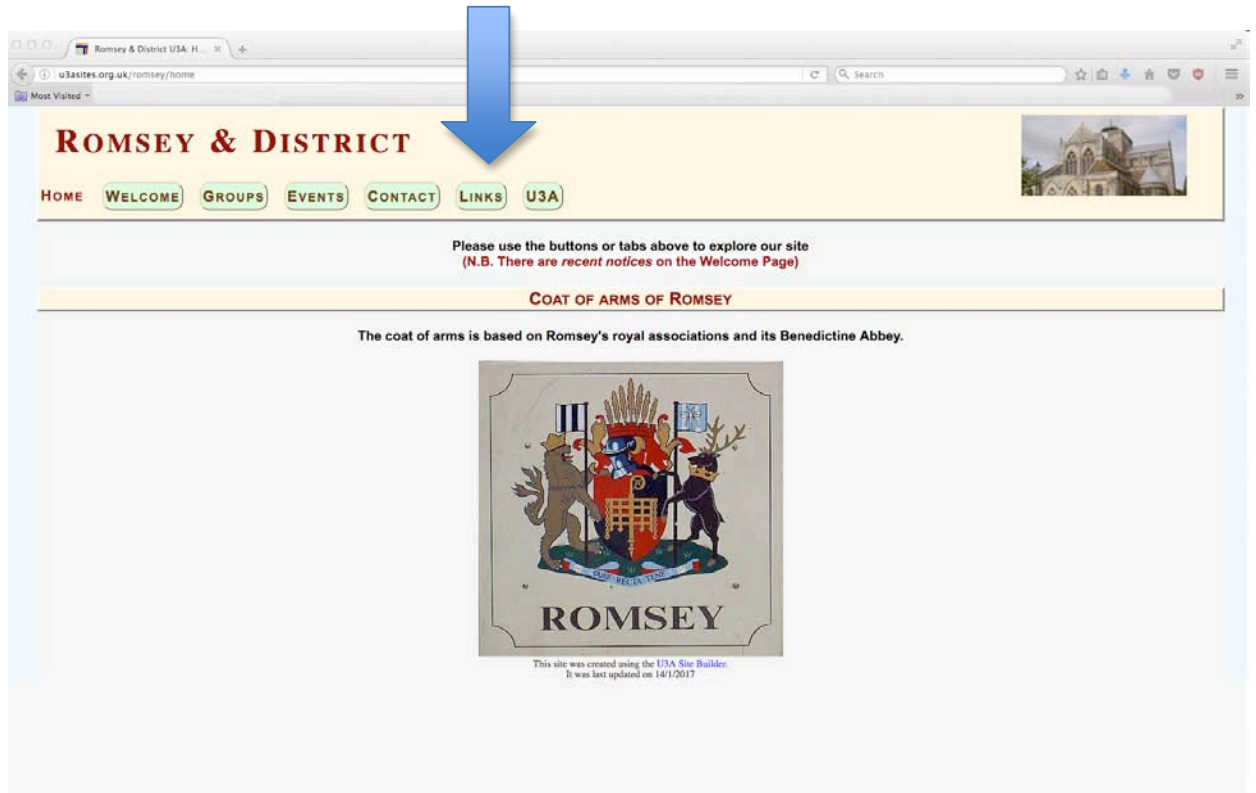 Romsey & District U3A: H...
u3asites.org.uk/romsey/home
Search
Most Visited
ROMSEY & DISTRICT
HOME WELCOME GROUPS EVENTS CONTACT LINKS U3A
Please use the buttons or tabs above to explore our site
(N.B. There are recent notices on the Welcome Page)
COAT OF ARMS OF ROMSEY
The coat of arms is based on Romsey's royal associations and its Benedictine Abbey.
RECTA TENE
ROMSEY
This site was created using the U3A Site Builder.
It was last updated on 14/1/2017